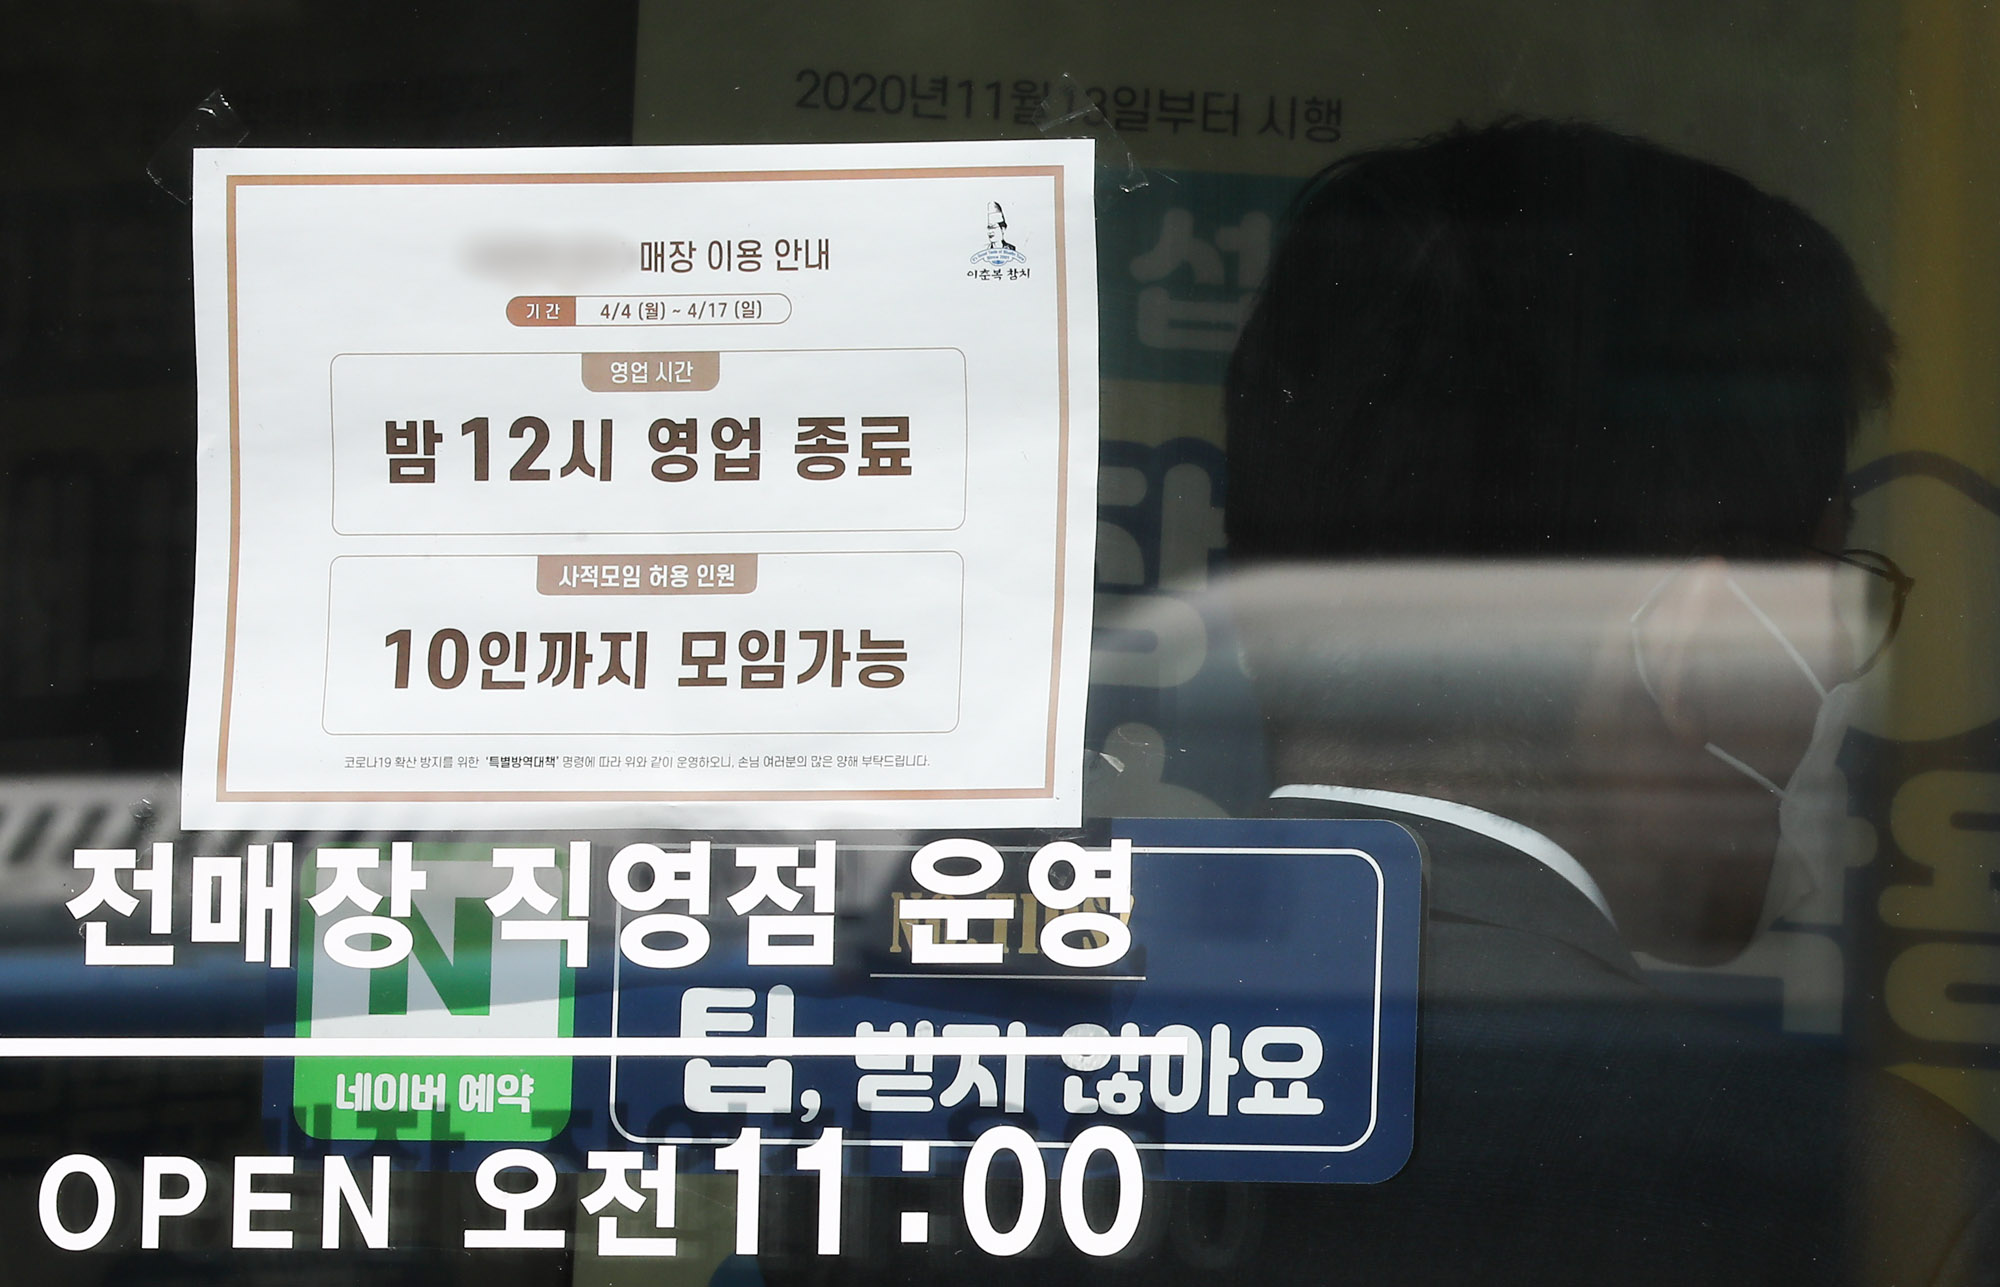 2020년11월13일부터 시행
매장 이용 안내
이춘복 참치
기간 4/4 (월) ~ 4/17 (일)
영업 시간
밤 12시 영업 종료
사적모임 허용 인원
10인까지 모임가능
코로나19 확산 방지를 위한 '특별방역대책' 명령에 따라 위와 같이 운영하오니, 손님 여러분의 많은 양해 부탁드립니다.
전매장 직영점 운영
N
NO.TIPS!
팁, 받지 않아요
네이버 예약
OPEN 오전11:00